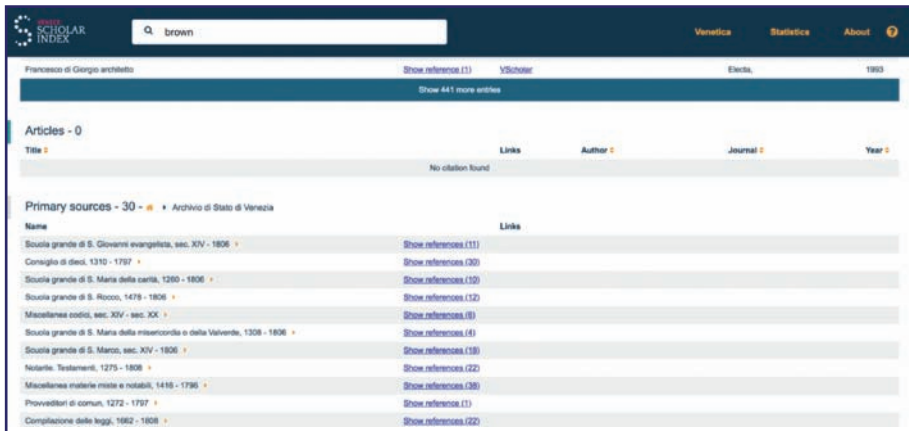 VENICE
SCHOLAR
INDEX
brown
Venetica Statistics About ?
Francesco di Giorgio architetto Show reference (1) VScholar Electa, 1993
Show 441 more entries
Articles - 0
Title Links Author Journal Year
No citation found
Primary sources - 30 - Archivio di Stato di Venezia
Name Links
Scuola grande di S. Giovanni evangelista, sec. XIV - 1806 Show references (11)
Consiglio di dieci, 1310 - 1797 Show references (30)
Scuola grande di S. Maria della carità, 1260 - 1806 Show references (10)
Scuola grande di S. Rocco, 1478 - 1806 Show references (12)
Miscellanea codici, sec. XIV - sec. XX Show references (6)
Scuola grande di S. Maria della misericordia o della Valverde, 1308 - 1806 Show references (4)
Scuola grande di S. Marco, sec. XIV - 1806 Show references (18)
Notarile. Testamenti, 1275 - 1808 Show references (22)
Miscellanea materie miste e notabili, 1416 - 1796 Show references (38)
Provveditori di comun, 1272 - 1797 Show reference (1)
Compilazione delle leggi, 1662 - 1808 Show references (22)